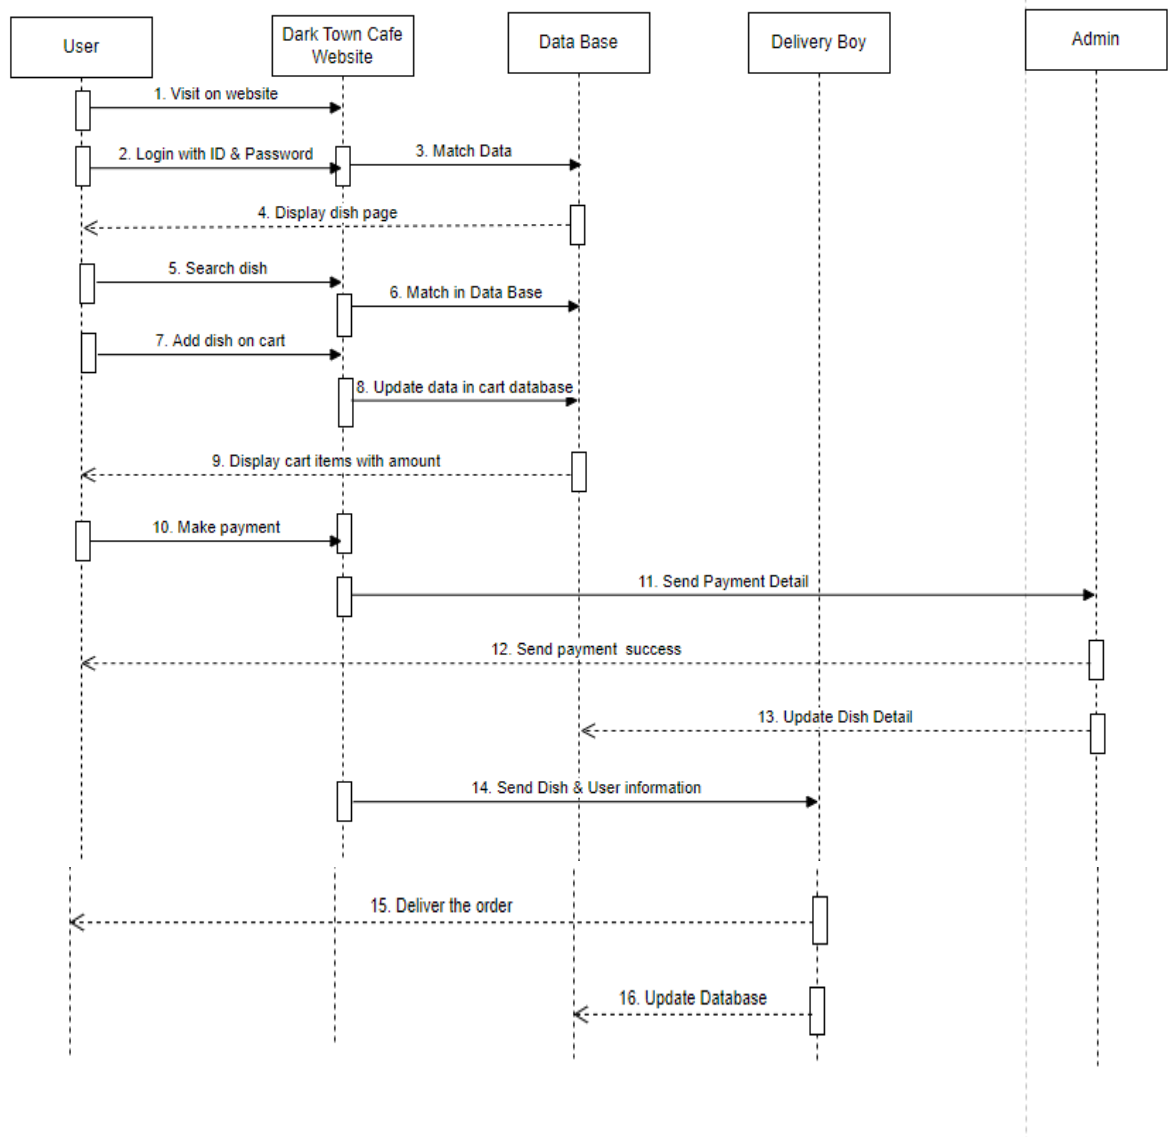 User
Dark Town Cafe
Website
Data Base
Delivery Boy
Admin
1. Visit on website
2. Login with ID & Password
3. Match Data
4. Display dish page
5. Search dish
6. Match in Data Base
7. Add dish on cart
8. Update data in cart database
9. Display cart items with amount
10. Make payment
11. Send Payment Detail
12. Send payment  success
13. Update Dish Detail
14. Send Dish & User information
15. Deliver the order
16. Update Database